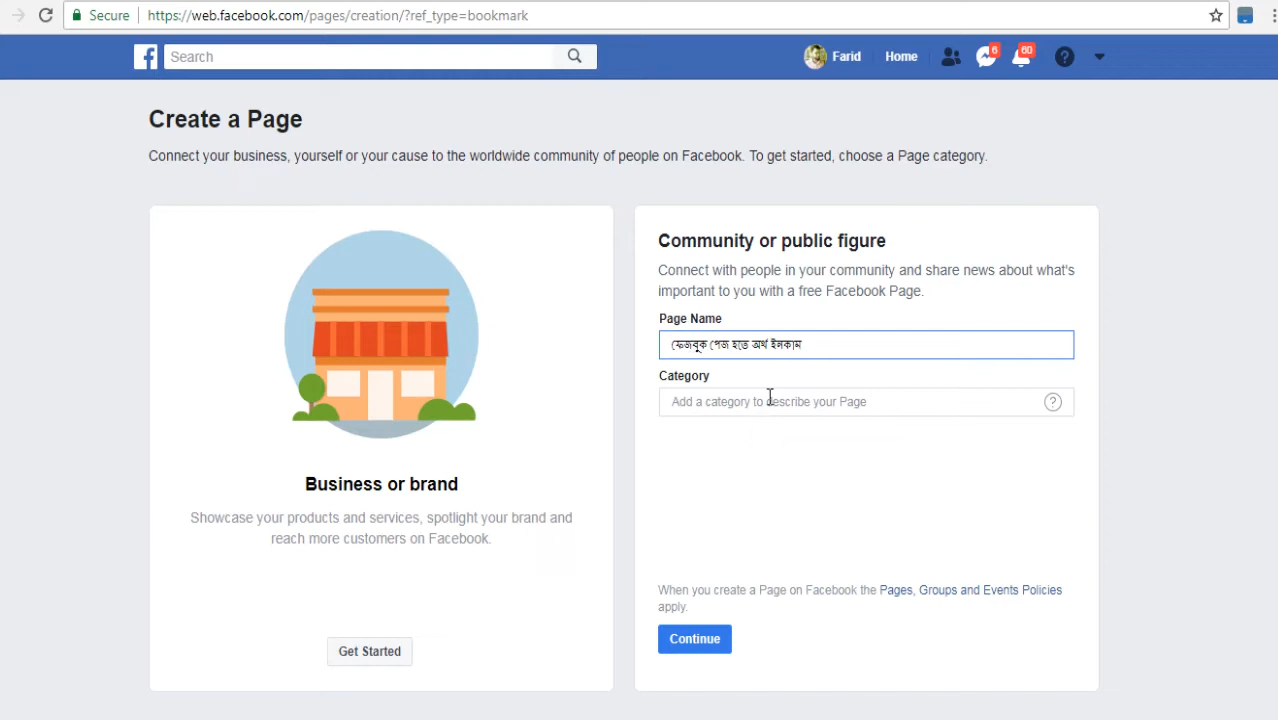 Secure https://web.facebook.com/pages/creation/?ref_type=bookmark
Search
Farid Home 6 60
Create a Page
Connect your business, yourself or your cause to the worldwide community of people on Facebook. To get started, choose a Page category.
Business or brand
Showcase your products and services, spotlight your brand and
reach more customers on Facebook.
Get Started
Community or public figure
Connect with people in your community and share news about what's
important to you with a free Facebook Page.
Page Name
ফেজবুক পেজ হতে অর্থ ইনকাম
Category
Add a category to describe your Page
When you create a Page on Facebook the Pages, Groups and Events Policies
apply.
Continue